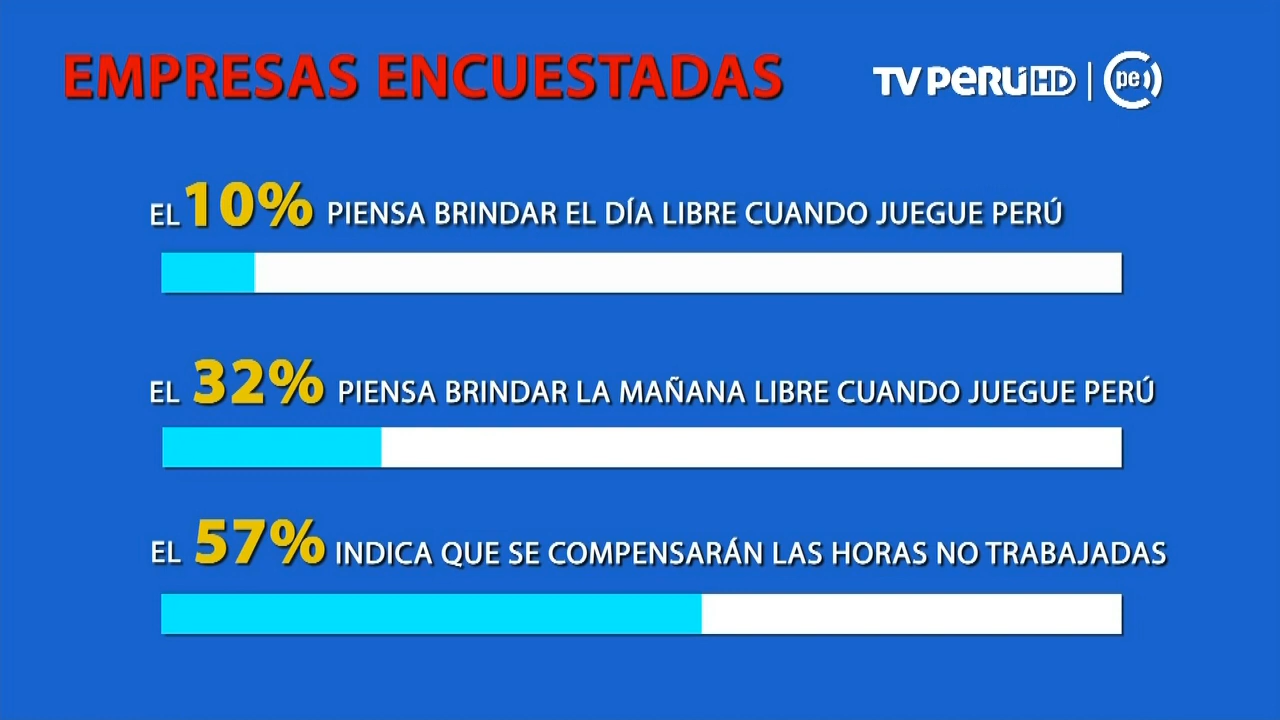 EMPRESAS ENCUESTADAS
TV PERÚ HD | pe
EL 10% PIENSA BRINDAR EL DÍA LIBRE CUANDO JUEGUE PERÚ
EL 32% PIENSA BRINDAR LA MAÑANA LIBRE CUANDO JUEGUE PERÚ
EL 57% INDICA QUE SE COMPENSARÁN LAS HORAS NO TRABAJADAS